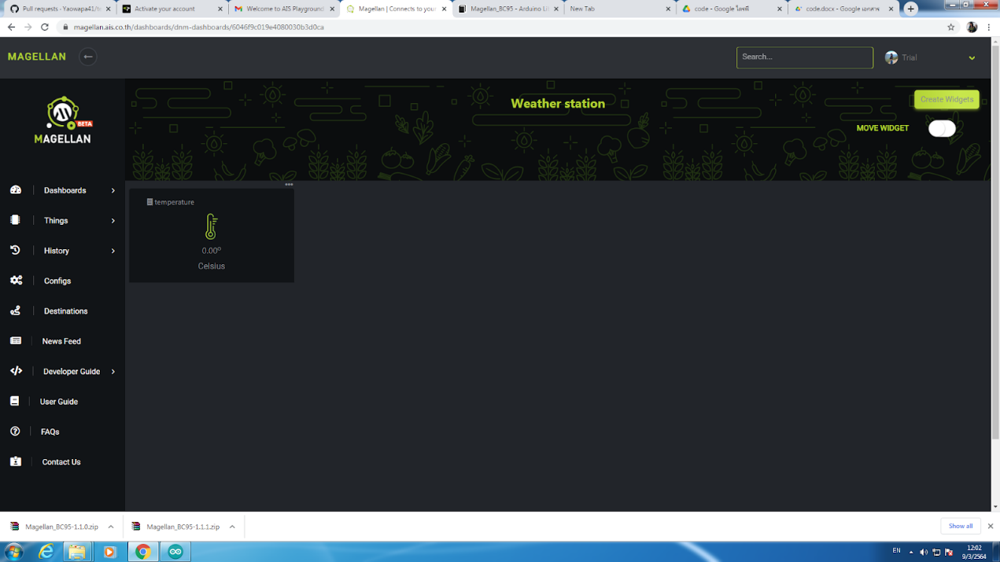 Pull requests - Yaowapa41/te
Activate your account
Welcome to AIS Playground
Magellan | Connects to your
Magellan_BC95 - Arduino Lib
New Tab
code - Google ไดรฟ์
code.docx - Google เอกสาร
magellan.ais.co.th/dashboards/dnm-dashboards/6046f9c019e4080030b3d0ca
MAGELLAN
Search...
Trial
BETA
MAGELLAN
Weather station
Create Widgets
MOVE WIDGET
Dashboards
Things
History
Configs
Destinations
News Feed
Developer Guide
User Guide
FAQs
Contact Us
temperature
0.00º
Celsius
Magellan_BC95-1.1.0.zip
Magellan_BC95-1.1.1.zip
Show all
EN
12:02
9/3/2564